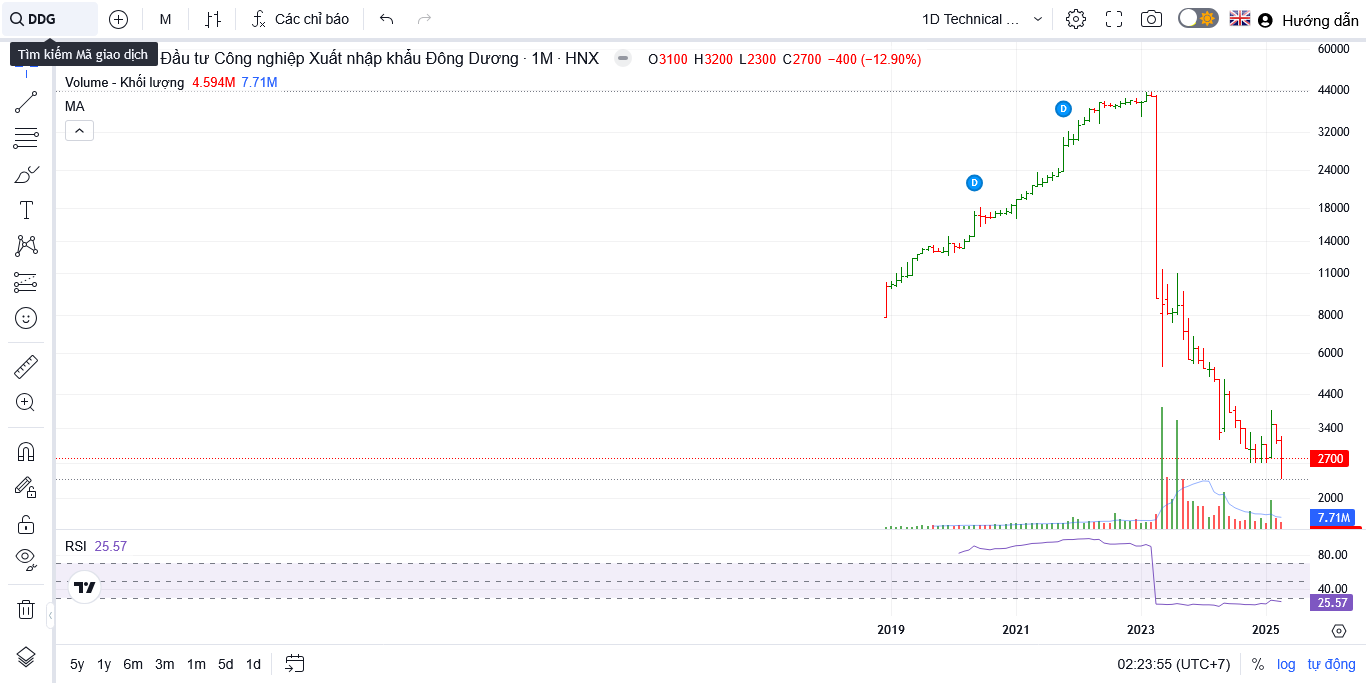 DDG
M
Các chỉ báo
1D Technical ...
Hướng dẫn
Tìm kiếm Mã giao dịch
Đầu tư Công nghiệp Xuất nhập khẩu Đông Dương · 1M · HNX
O3100 H3200 L2300 C2700 −400 (−12.90%)
Volume - Khối lượng 4.594M 7.71M
MA
D
D
60000
44000
32000
24000
18000
14000
11000
8000
6000
4400
3400
2700
2000
7.71M
RSI 25.57
80.00
40.00
25.57
2019
2021
2023
2025
5y 1y 6m 3m 1m 5d 1d
02:23:55 (UTC+7)
% log tự động